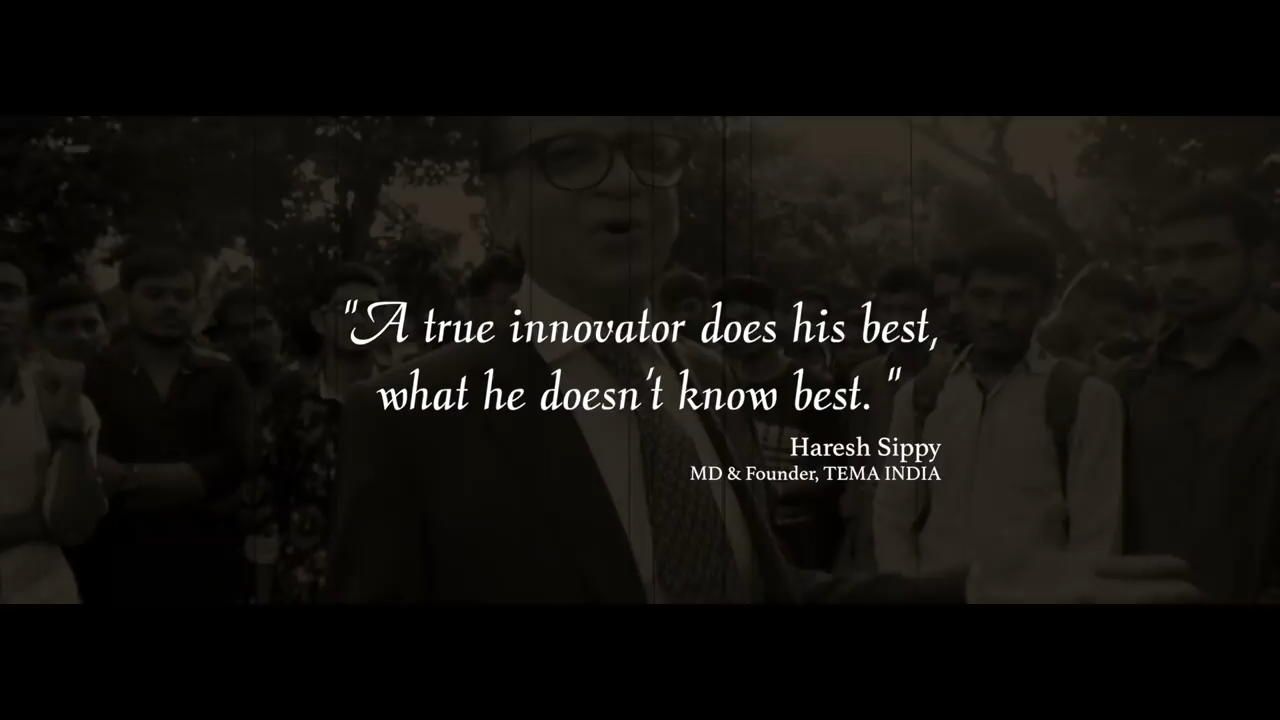 "A true innovator does his best,
what he doesn't know best. "
Haresh Sippy
MD & Founder, TEMA INDIA